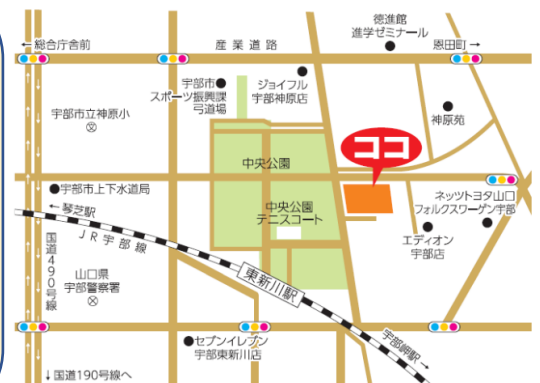 徳進館
進学ゼミナール
←総合庁舎前
産業道路
恩田町→
ジョイフル
宇部神原店
宇部市
スポーツ振興課
弓道場
神原苑
宇部市立神原小
ココ
中央公園
宇部市上下水道局
中央公園
テニスコート
ネッツトヨタ山口
フォルクスワーゲン宇部
←琴芝駅
JR宇部線
エディオン
宇部店
国道490号線
山口県
宇部警察署
東新川駅
宇部岬駅→
セブンイレブン
宇部東新川店
↓国道190号線へ